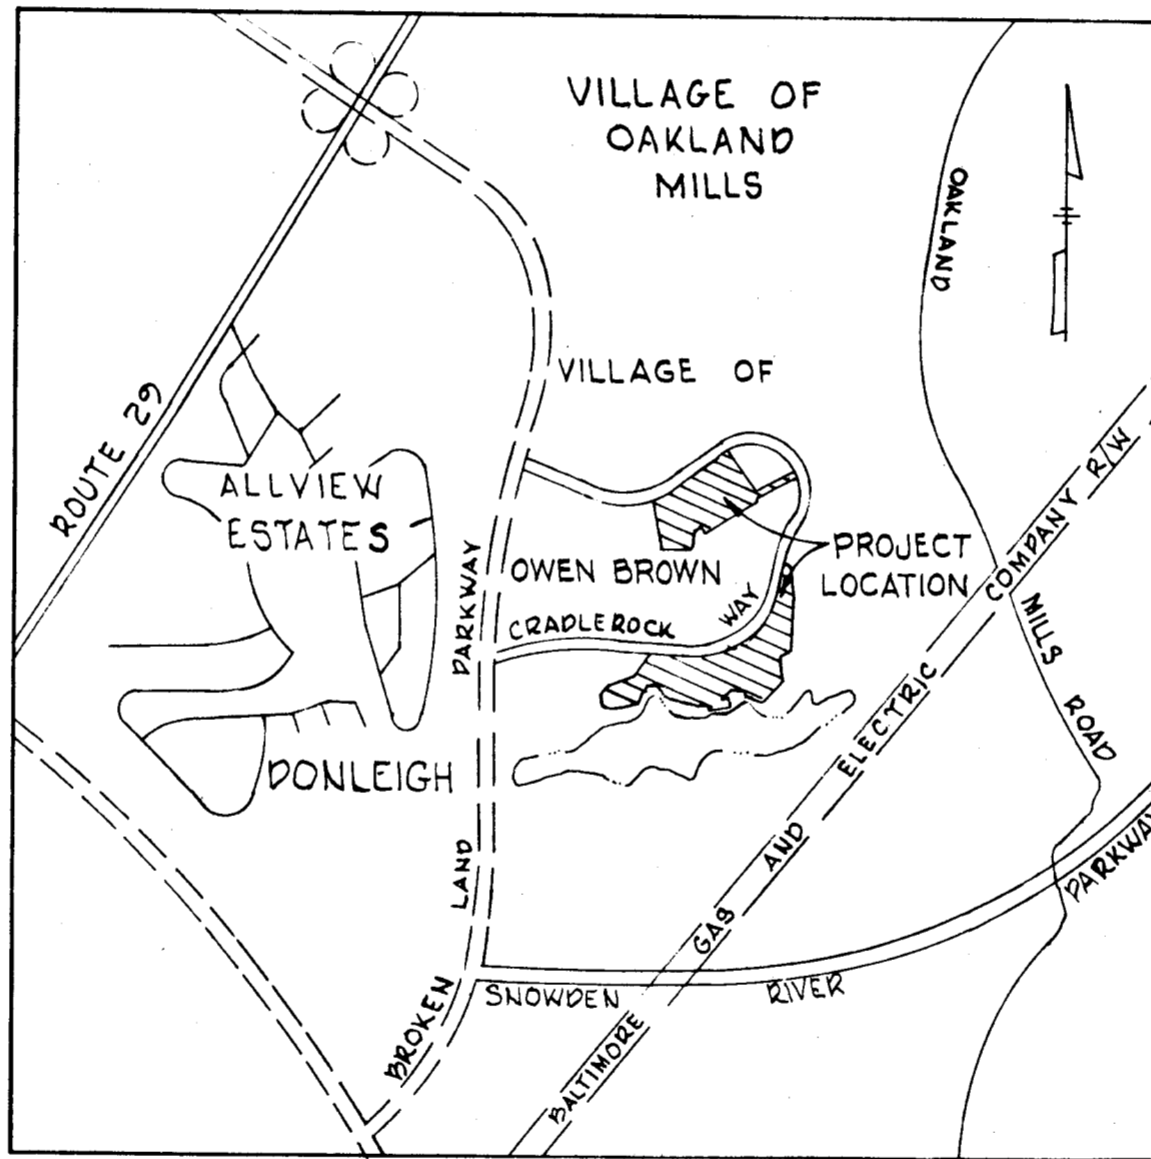 VILLAGE OF
OAKLAND
MILLS
OAKLAND
MILLS
ROAD
ROUTE 29
VILLAGE OF
OWEN BROWN
ALLVIEW
ESTATES
PROJECT
LOCATION
CRADLEROCK WAY
DONLEIGH
BROKEN LAND PARKWAY
BALTIMORE GAS AND ELECTRIC COMPANY R/W
SNOWDEN RIVER PARKWAY